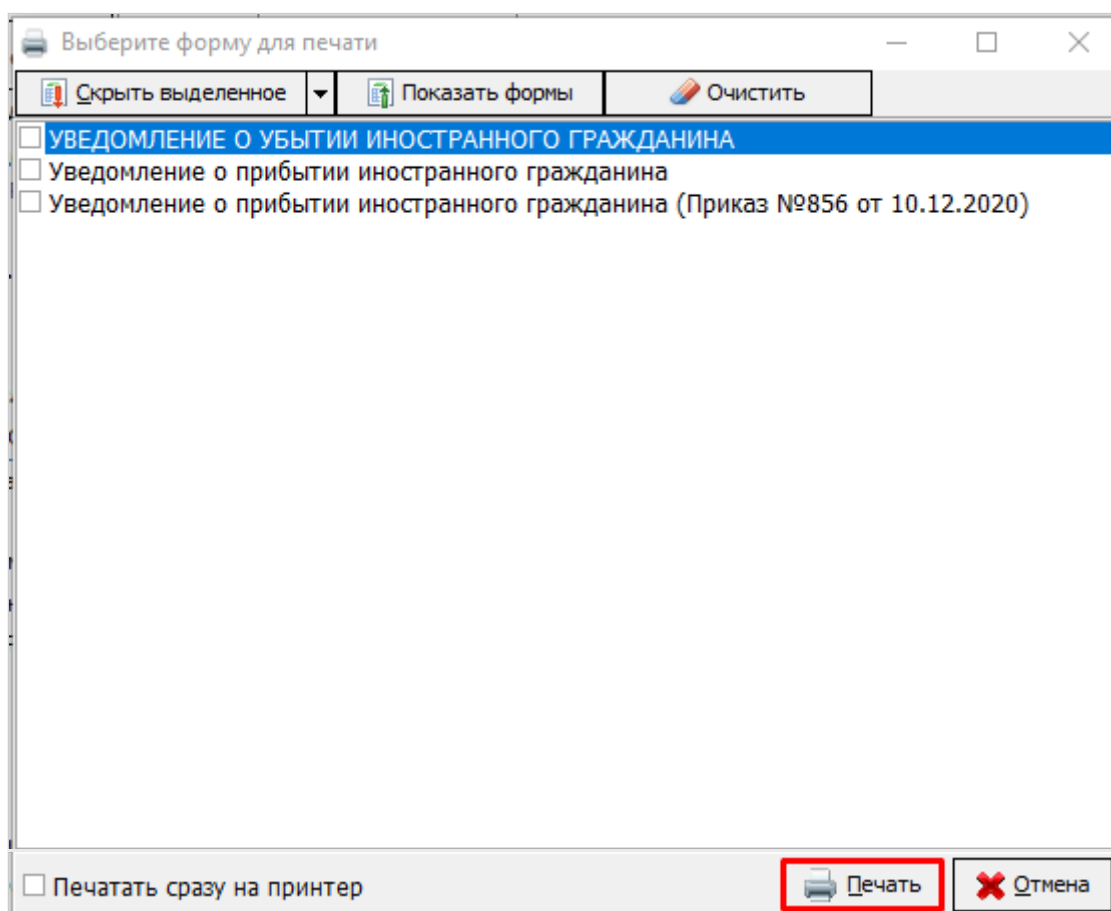 Выберите форму для печати
Скрыть выделенное Показать формы Очистить
УВЕДОМЛЕНИЕ О УБЫТИИ ИНОСТРАННОГО ГРАЖДАНИНА
Уведомление о прибытии иностранного гражданина
Уведомление о прибытии иностранного гражданина (Приказ №856 от 10.12.2020)
Печатать сразу на принтер Печать Отмена